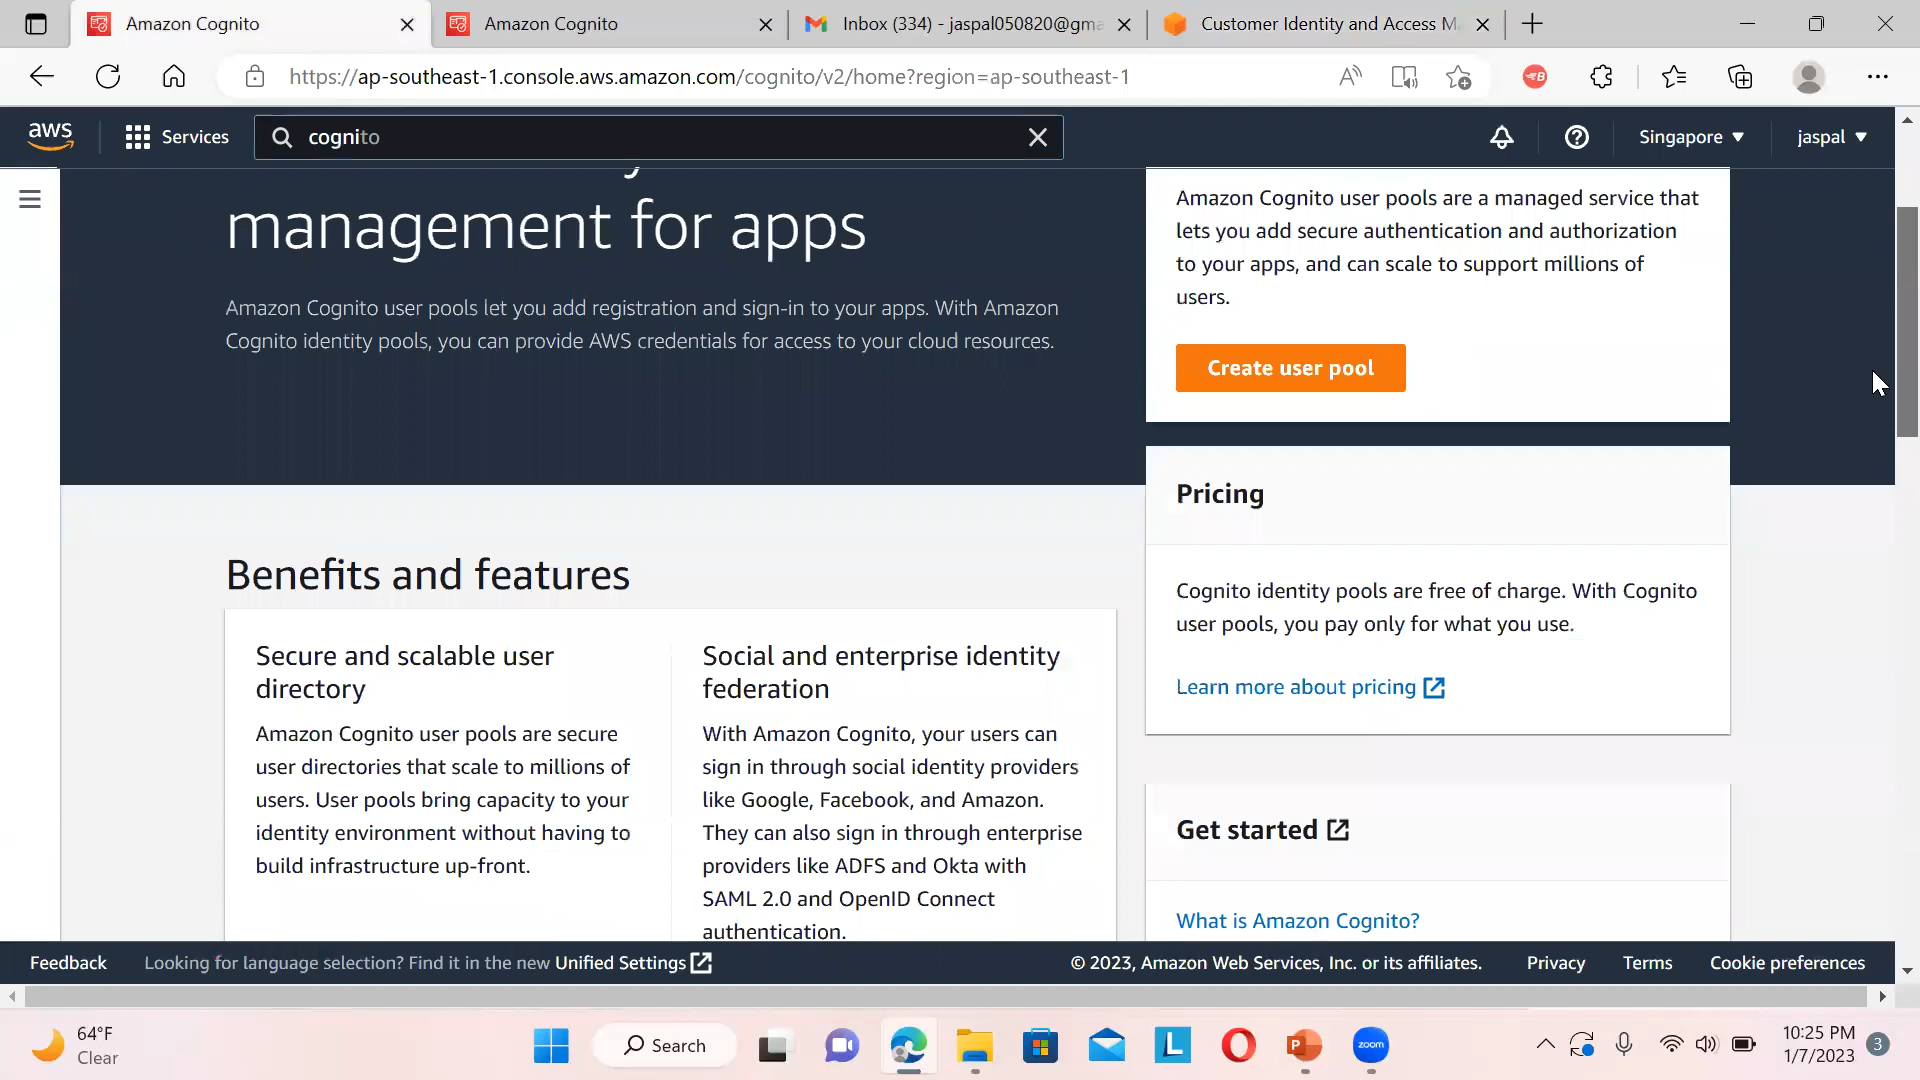 Amazon Cognito
Amazon Cognito
Inbox (334) - jaspal050820@gma
Customer Identity and Access M
https://ap-southeast-1.console.aws.amazon.com/cognito/v2/home?region=ap-southeast-1
aws
Services
cognito
Singapore
jaspal
management for apps
Amazon Cognito user pools let you add registration and sign-in to your apps. With Amazon
Cognito identity pools, you can provide AWS credentials for access to your cloud resources.
Amazon Cognito user pools are a managed service that
lets you add secure authentication and authorization
to your apps, and can scale to support millions of
users.
Create user pool
Pricing
Cognito identity pools are free of charge. With Cognito
user pools, you pay only for what you use.
Learn more about pricing
Benefits and features
Secure and scalable user
directory
Amazon Cognito user pools are secure
user directories that scale to millions of
users. User pools bring capacity to your
identity environment without having to
build infrastructure up-front.
Social and enterprise identity
federation
With Amazon Cognito, your users can
sign in through social identity providers
like Google, Facebook, and Amazon.
They can also sign in through enterprise
providers like ADFS and Okta with
SAML 2.0 and OpenID Connect
authentication.
Get started
What is Amazon Cognito?
Feedback
Looking for language selection? Find it in the new Unified Settings
© 2023, Amazon Web Services, Inc. or its affiliates.
Privacy
Terms
Cookie preferences
64°F
Clear
Search
L
P
zoom
10:25 PM
1/7/2023
3